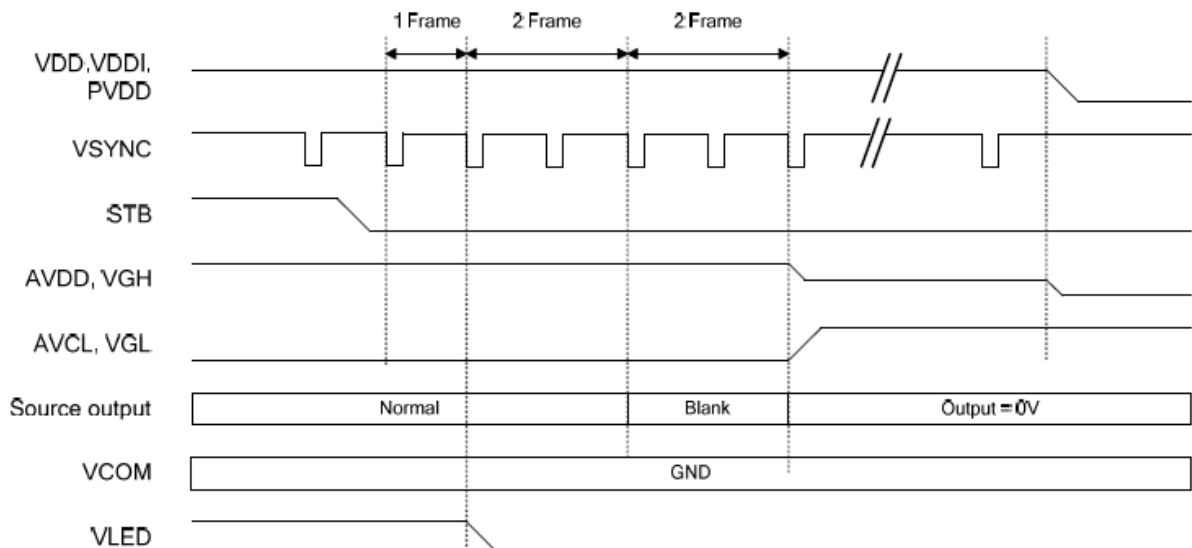 1 Frame 2 Frame 2 Frame
VDD,VDDI,
PVDD
VSYNC
STB
AVDD, VGH
AVCL, VGL
Source output Normal Blank Output = 0V
VCOM GND
VLED